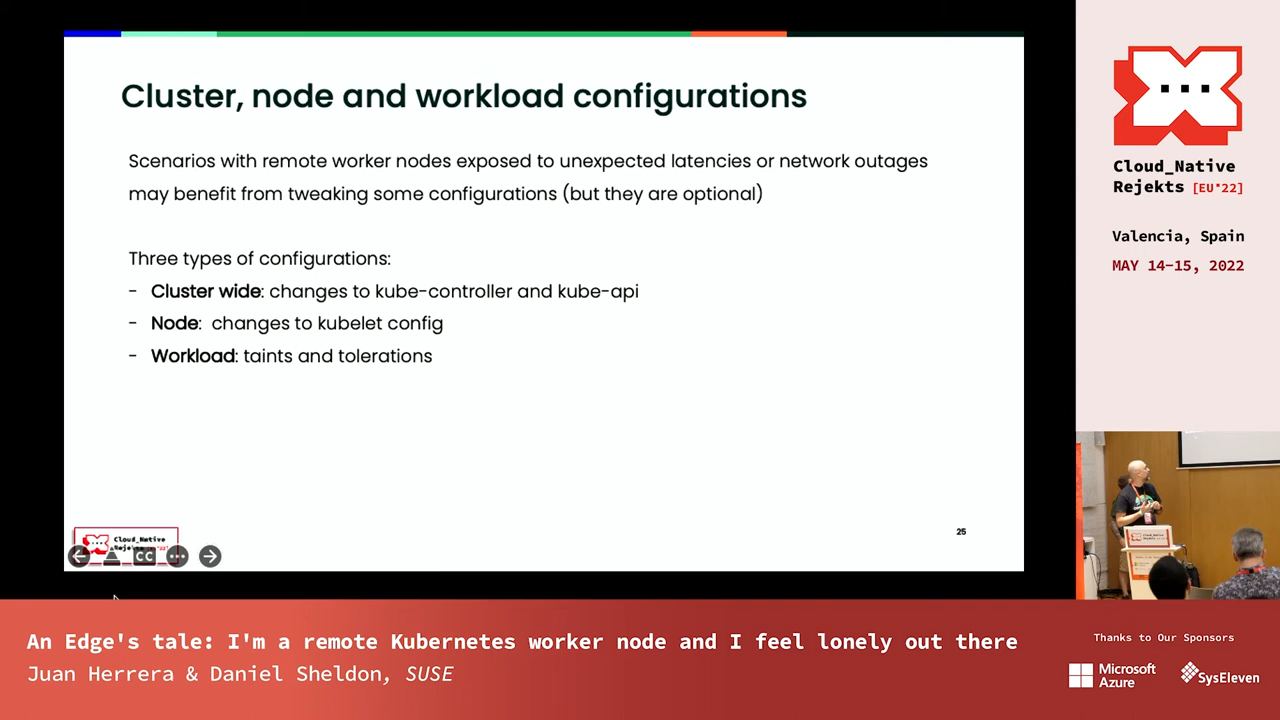 Cluster, node and workload configurations
Scenarios with remote worker nodes exposed to unexpected latencies or network outages
may benefit from tweaking some configurations (but they are optional)
Three types of configurations:
- Cluster wide: changes to kube-controller and kube-api
- Node: changes to kubelet config
- Workload: taints and tolerations
Cloud_Native
Rejekts
CC
25
Cloud_Native
Rejekts [EU*22]
Valencia, Spain
MAY 14-15, 2022
An Edge's tale: I'm a remote Kubernetes worker node and I feel lonely out there
Juan Herrera & Daniel Sheldon, SUSE
Thanks to Our Sponsors
Microsoft
Azure
SysEleven